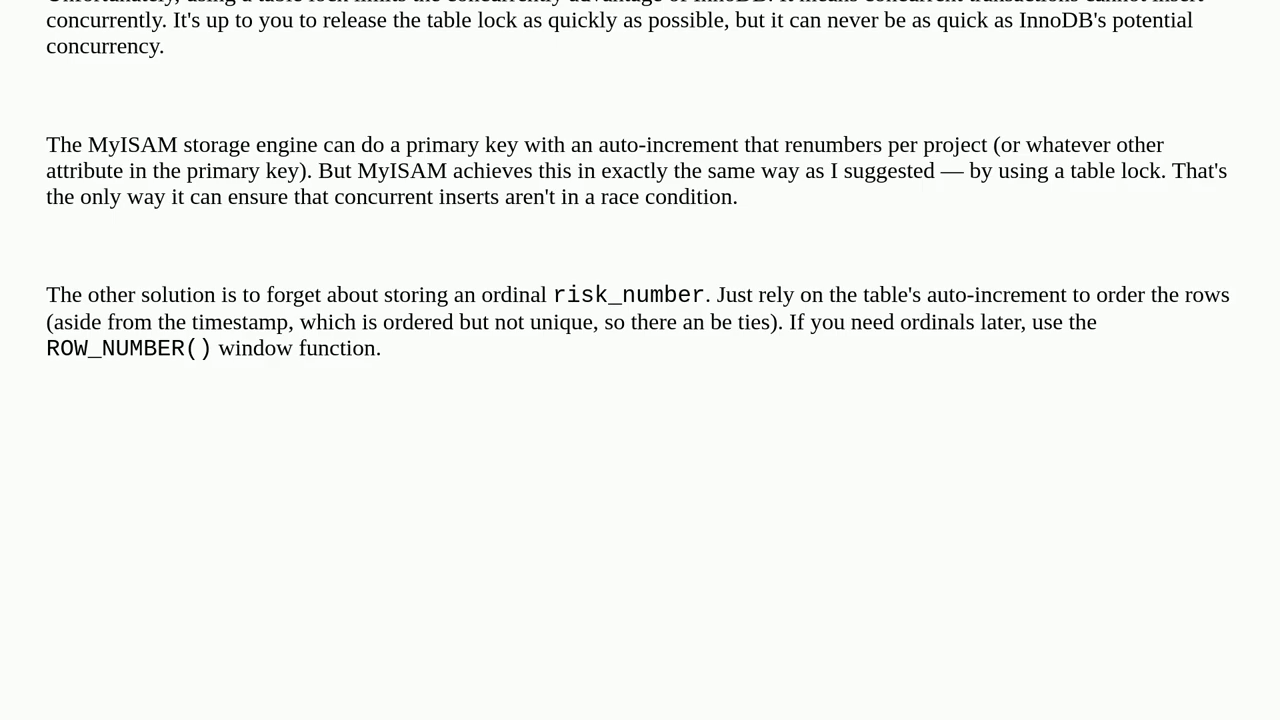 concurrently. It's up to you to release the table lock as quickly as possible, but it can never be as quick as InnoDB's potential
concurrency.
The MyISAM storage engine can do a primary key with an auto-increment that renumbers per project (or whatever other
attribute in the primary key). But MyISAM achieves this in exactly the same way as I suggested — by using a table lock. That's
the only way it can ensure that concurrent inserts aren't in a race condition.
The other solution is to forget about storing an ordinal risk_number. Just rely on the table's auto-increment to order the rows
(aside from the timestamp, which is ordered but not unique, so there an be ties). If you need ordinals later, use the
ROW_NUMBER() window function.